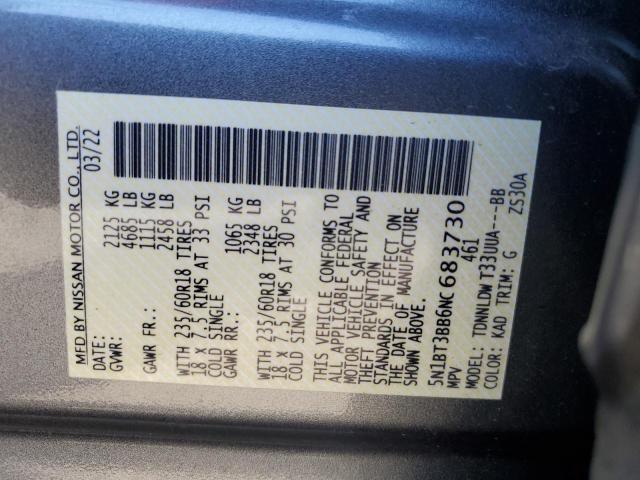 MFD BY NISSAN MOTOR CO., LTD.
DATE: 03/22
GVWR: 2125 KG
4685 LB
GAWR FR.: 1115 KG
2458 LB
WITH 235/60R18 TIRES
18 X 7.5 RIMS AT 33 PSI
COLD SINGLE
GAWR RR.: 1065 KG
2348 LB
WITH 235/60R18 TIRES
18 X 7.5 RIMS AT 30 PSI
COLD SINGLE
THIS VEHICLE CONFORMS TO
ALL APPLICABLE FEDERAL
MOTOR VEHICLE SAFETY AND
THEFT PREVENTION
STANDARDS IN EFFECT ON
THE DATE OF MANUFACTURE
SHOWN ABOVE.
5N1BT3BB6NC683730
MPV 461
MODEL: TDNNLDW T33UUA---BB
COLOR: KAD TRIM: G ZS30A